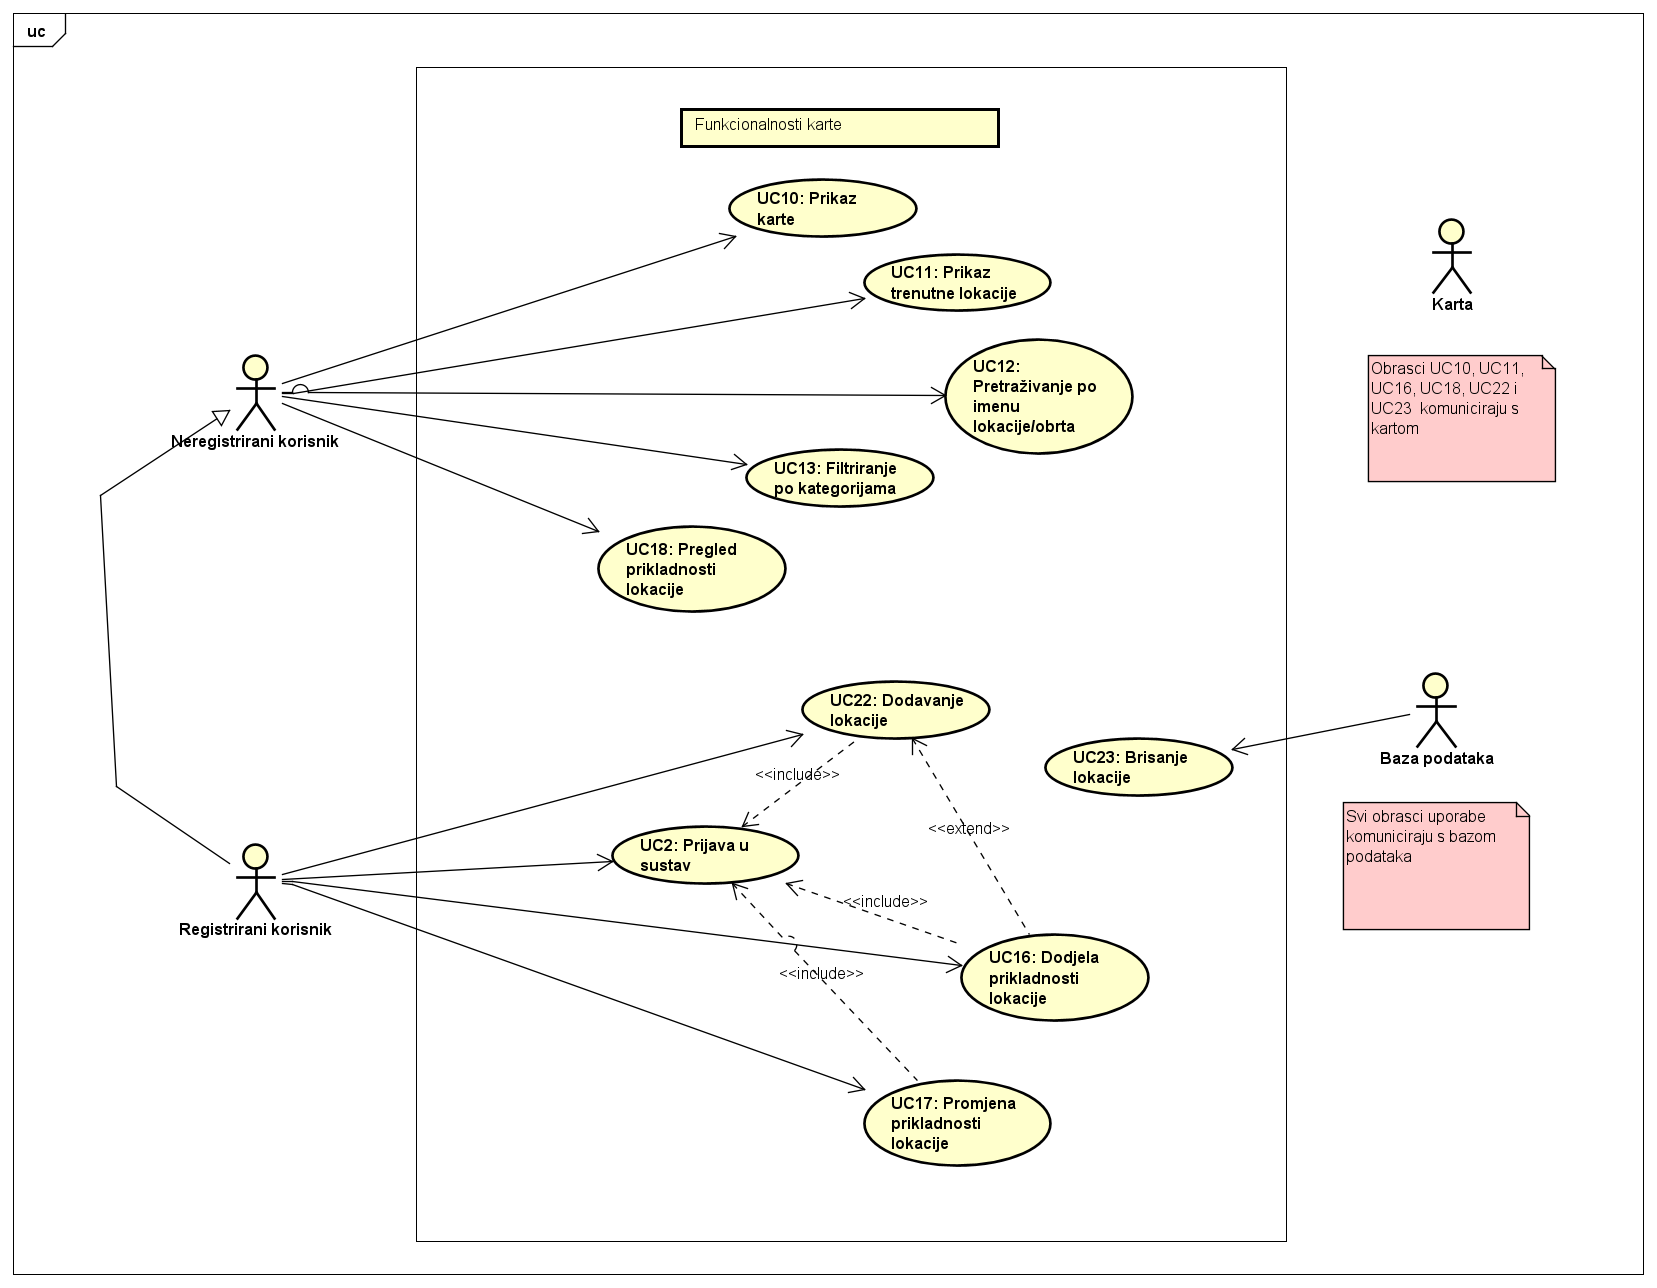 uc
Funkcionalnosti karte
UC10: Prikaz
karte
UC11: Prikaz
trenutne lokacije
Karta
UC12:
Pretraživanje po
imenu
lokacije/obrta
Obrasci UC10, UC11,
UC16, UC18, UC22 i
UC23  komuniciraju s
kartom
Neregistrirani korisnik
UC13: Filtriranje
po kategorijama
UC18: Pregled
prikladnosti
lokacije
UC22: Dodavanje
lokacije
UC23: Brisanje
lokacije
Baza podataka
<<include>>
Svi obrasci uporabe
komuniciraju s bazom
podataka
<<extend>>
UC2: Prijava u
sustav
<<include>>
Registrirani korisnik
UC16: Dodjela
prikladnosti
lokacije
<<include>>
UC17: Promjena
prikladnosti
lokacije